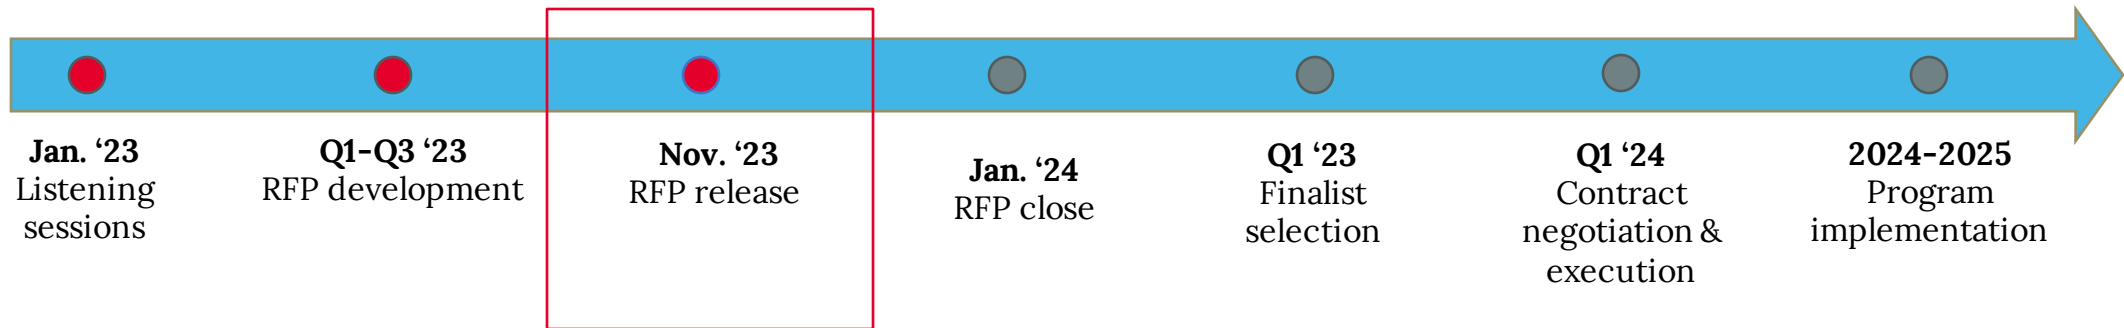 Jan. ‘23
Listening
sessions
Q1-Q3 ‘23
RFP development
Nov. ‘23
RFP release
Jan. ‘24
RFP close
Q1 ‘23
Finalist
selection
Q1 ‘24
Contract
negotiation &
execution
2024-2025
Program
implementation